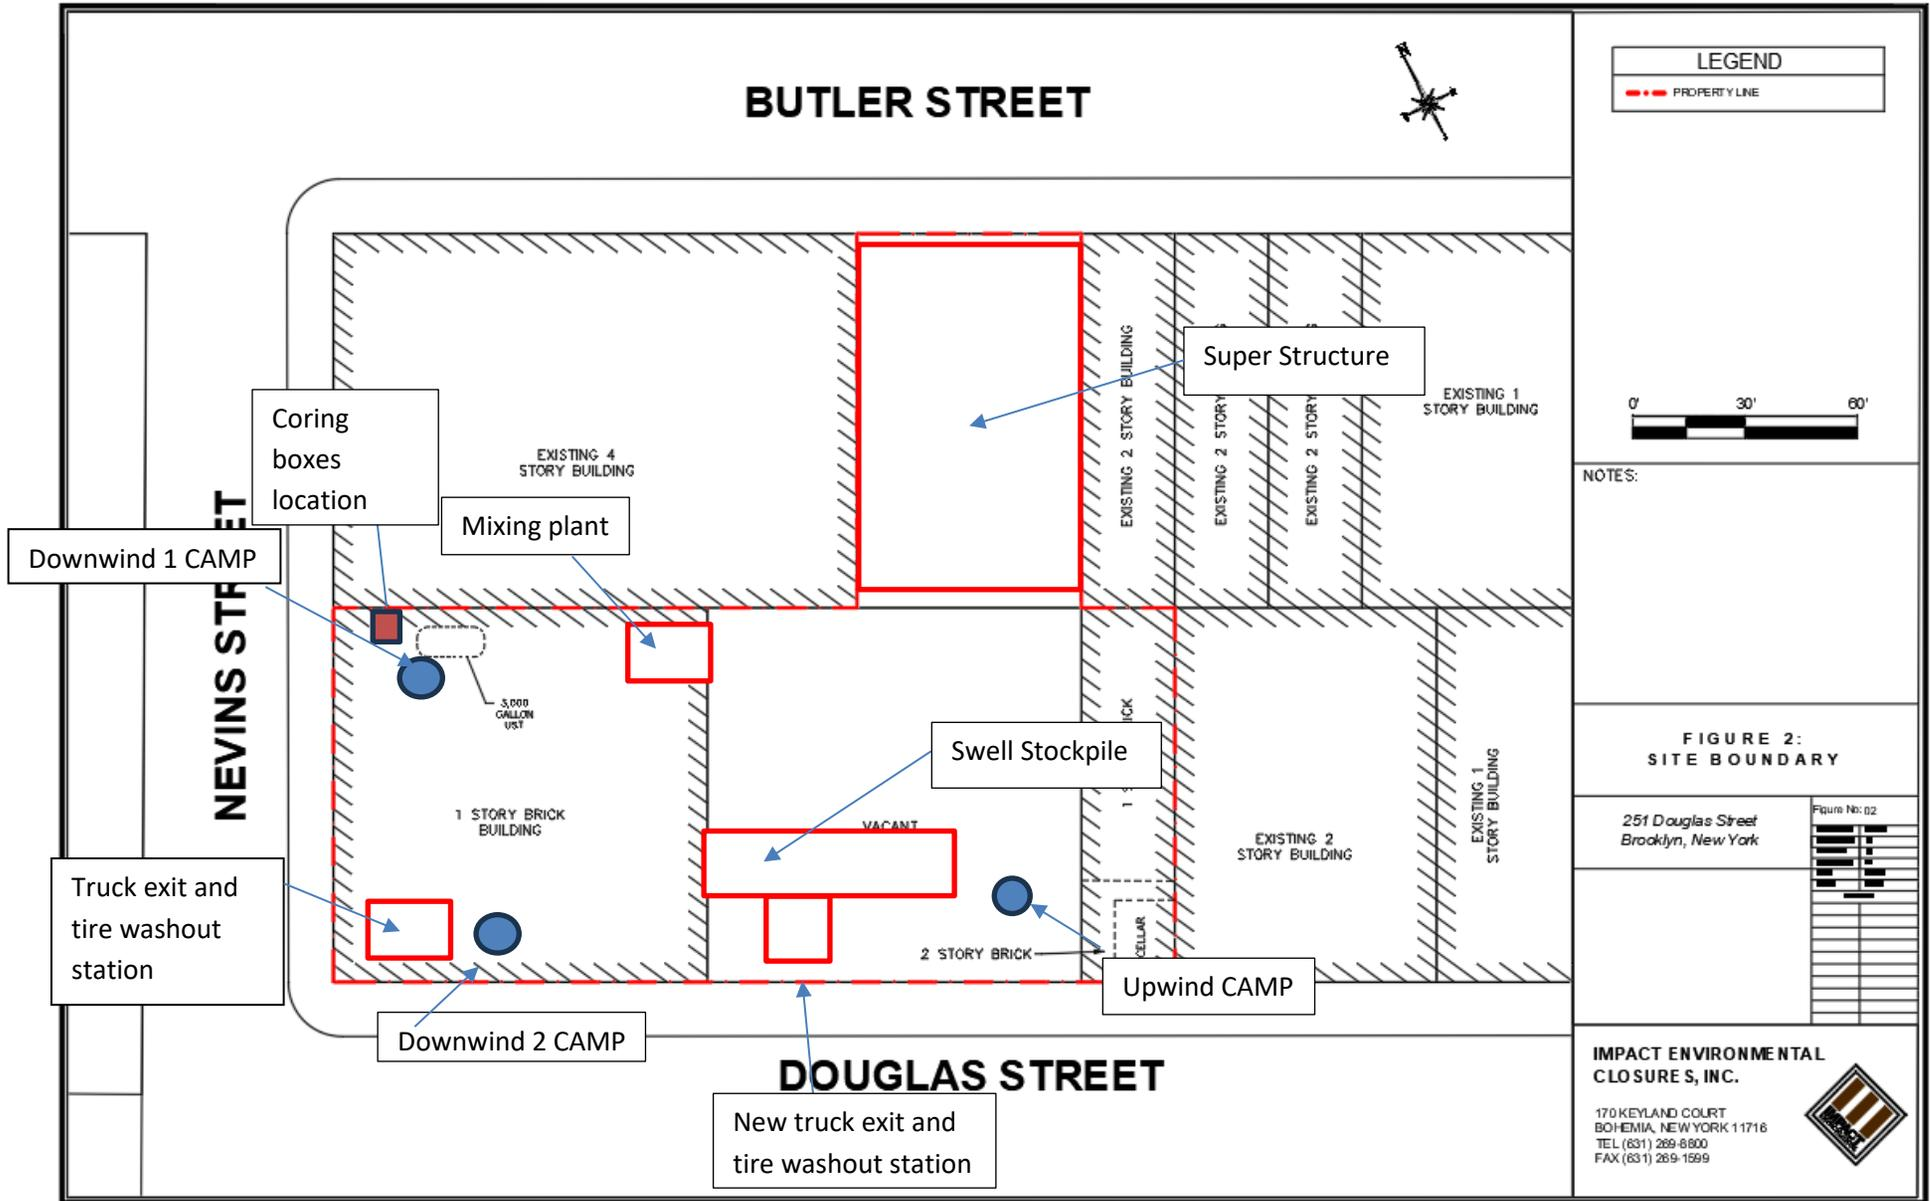 BUTLER STREET
N
LEGEND
PROPERTY LINE
Super Structure
EXISTING 2 STORY BUILDING
EXISTING 2 STORY
EXISTING 2 STORY
EXISTING 1
STORY BUILDING
0' 30' 60'
Coring
boxes
location
EXISTING 4
STORY BUILDING
Mixing plant
NOTES:
NEVINS STREET
Downwind 1 CAMP
3,000
GALLON
UST
Swell Stockpile
1 STORY BRICK
BUILDING
VACANT
EXISTING 2
STORY BUILDING
EXISTING 1
STORY BUILDING
FIGURE 2:
SITE BOUNDARY
251 Douglas Street
Brooklyn, New York
Figure No: 02
Truck exit and
tire washout
station
2 STORY BRICK
CELLAR
Upwind CAMP
Downwind 2 CAMP
DOUGLAS STREET
New truck exit and
tire washout station
IMPACT ENVIRONMENTAL
CLOSURES, INC.
170 KEYLAND COURT
BOHEMIA, NEW YORK 11716
TEL (631) 269-8800
FAX (631) 269-1599